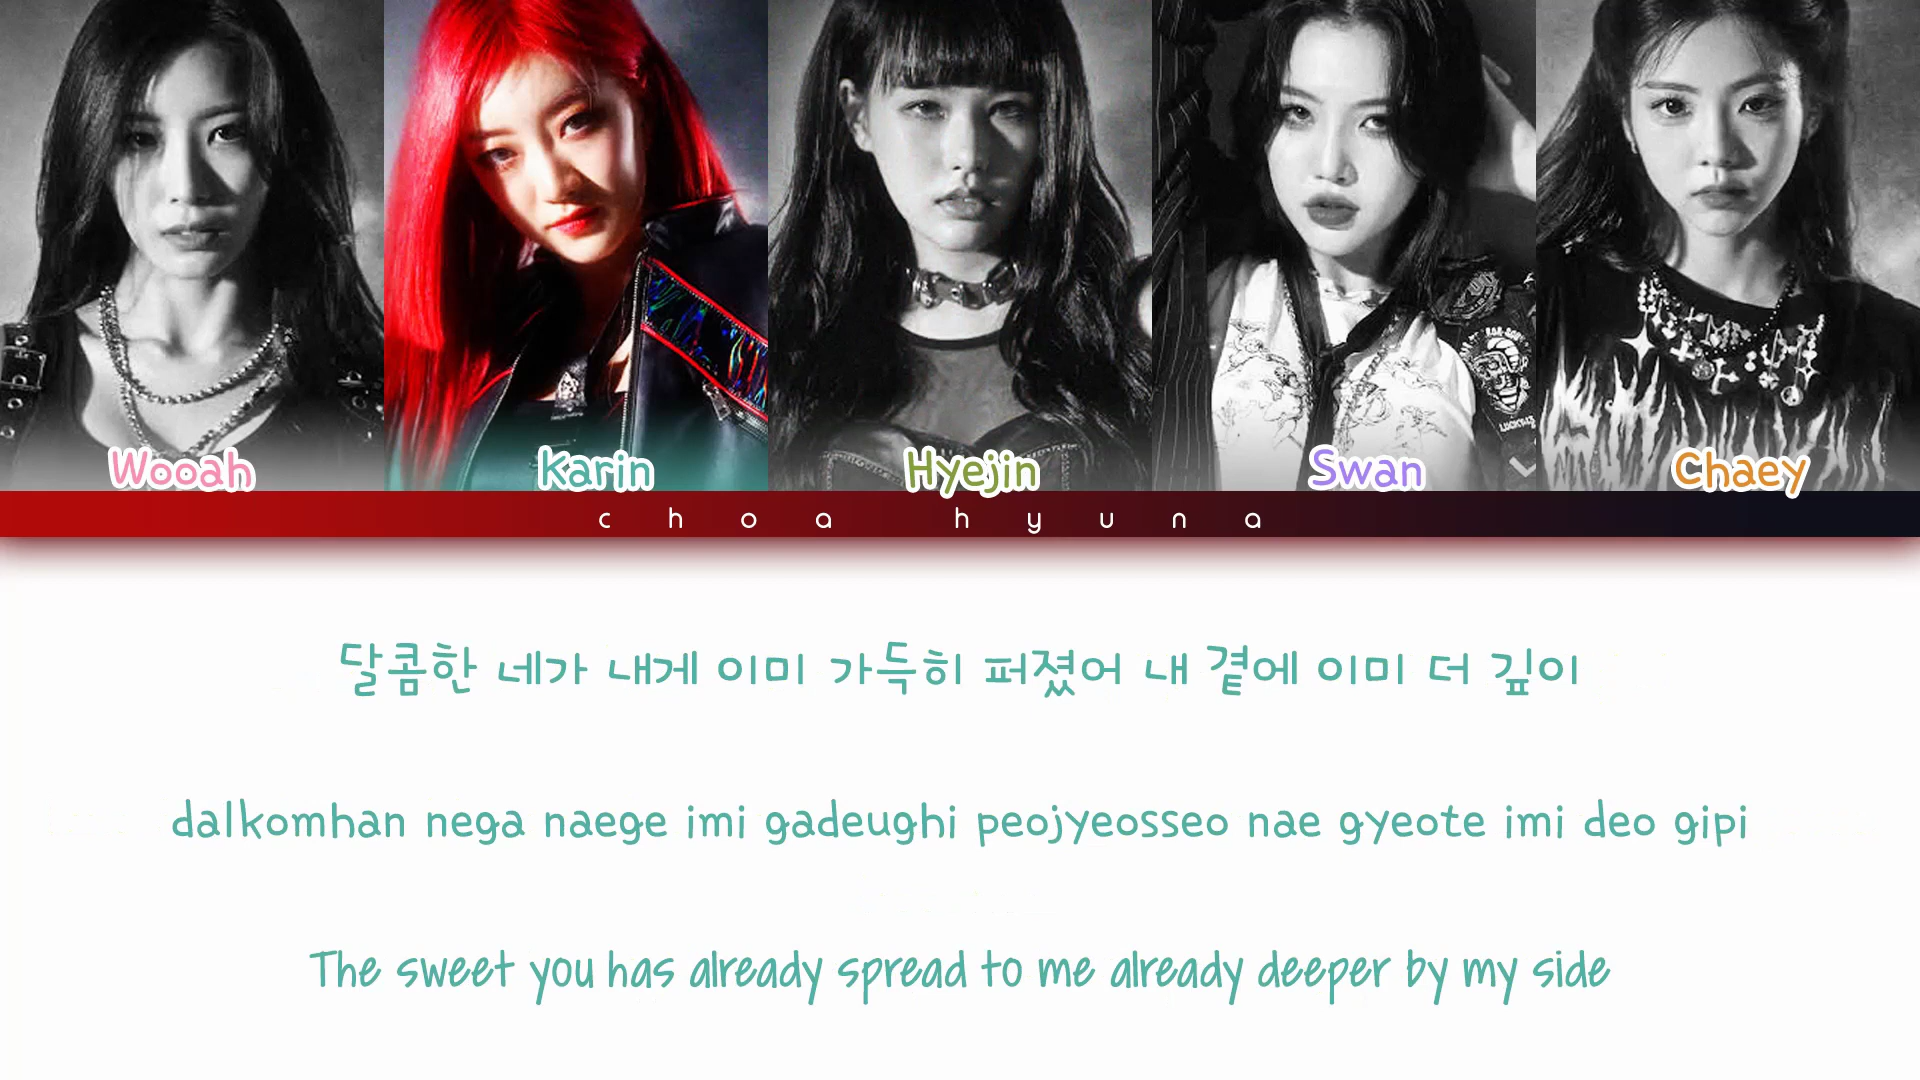 Wooah Karin Hyejin Swan Chaey
choa hyuna
달콤한 네가 내게 이미 가득히 퍼졌어 내 곁에 이미 더 깊이
dalkomhan nega naege imi gadeughi peojyeosseo nae gyeote imi deo gipi
The sweet you has already spread to me already deeper by my side